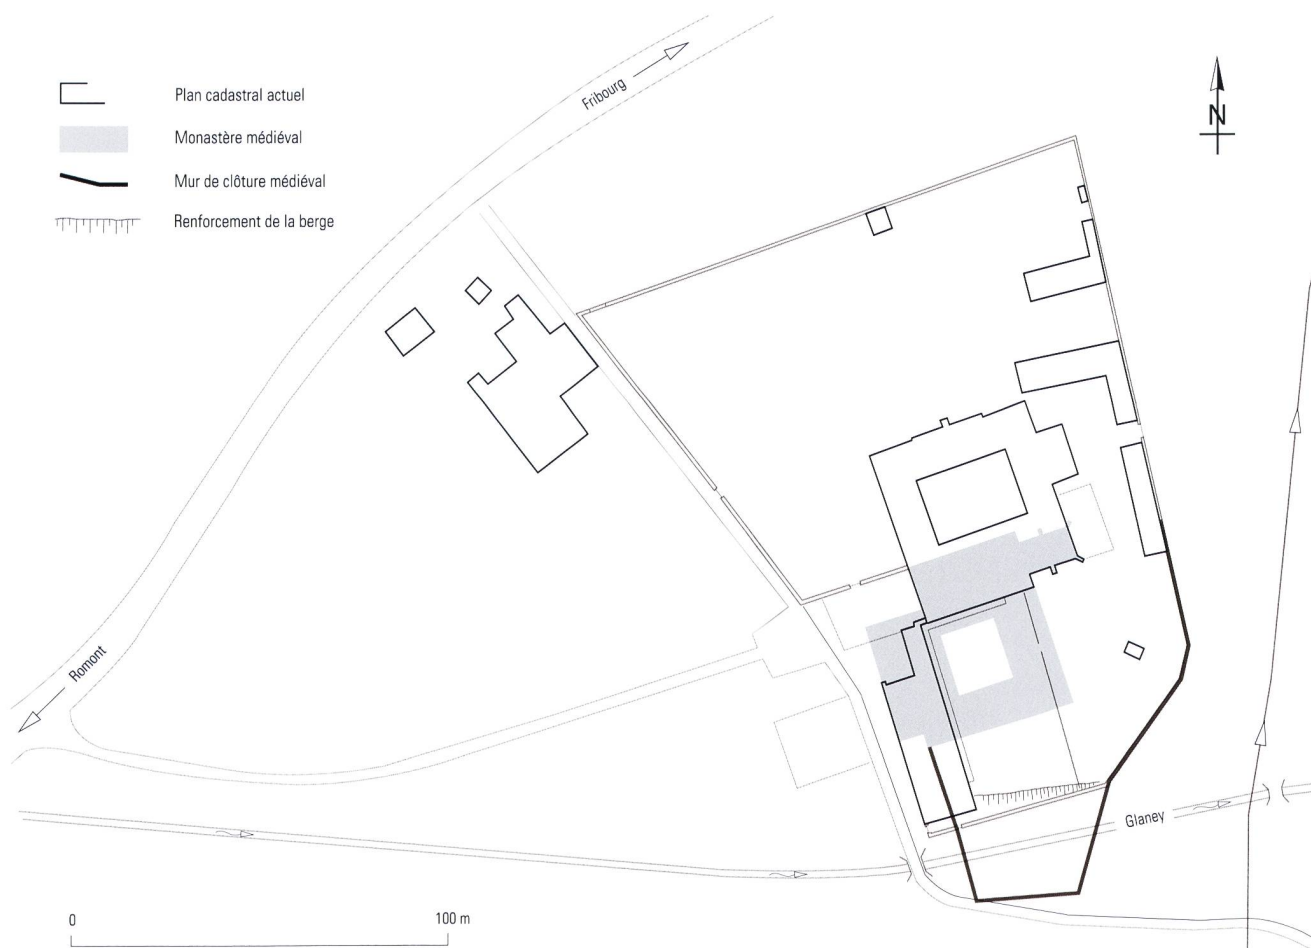 Plan cadastral actuel
Monastère médiéval
Mur de clôture médiéval
Renforcement de la berge
Fribourg
N
Romont
Glaney
0 100 m